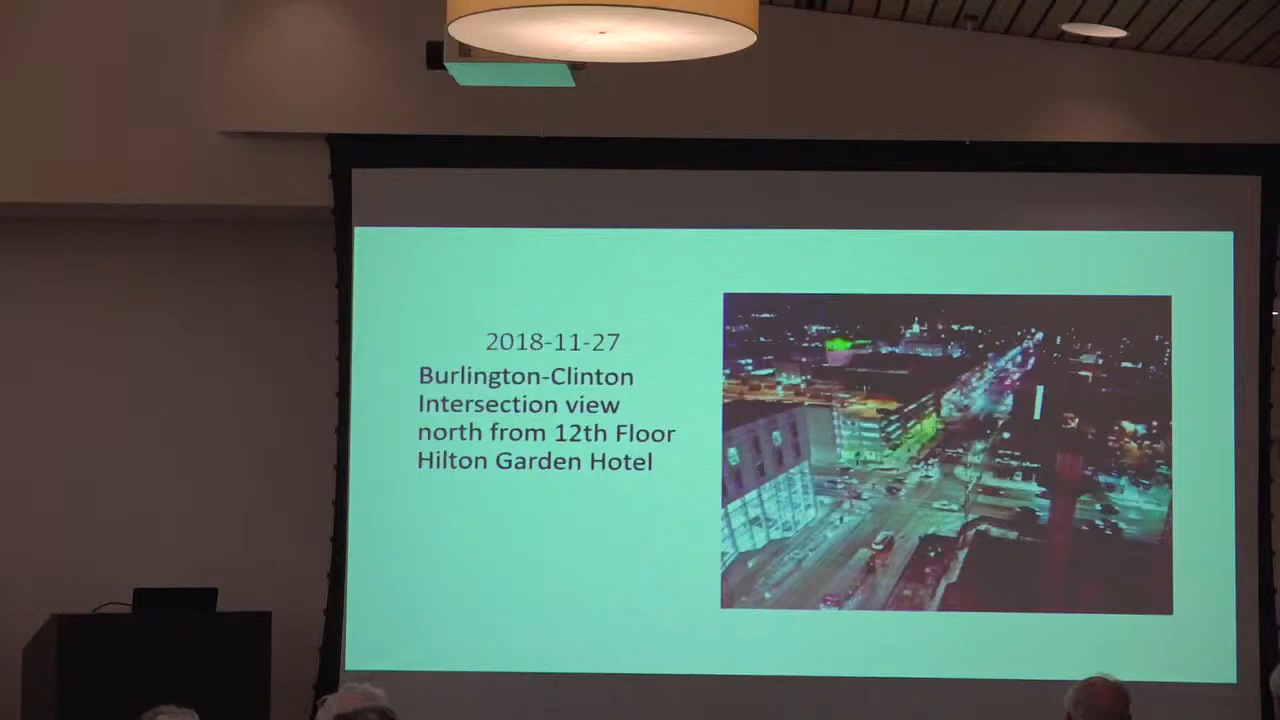 2018-11-27
Burlington-Clinton
Intersection view
north from 12th Floor
Hilton Garden Hotel